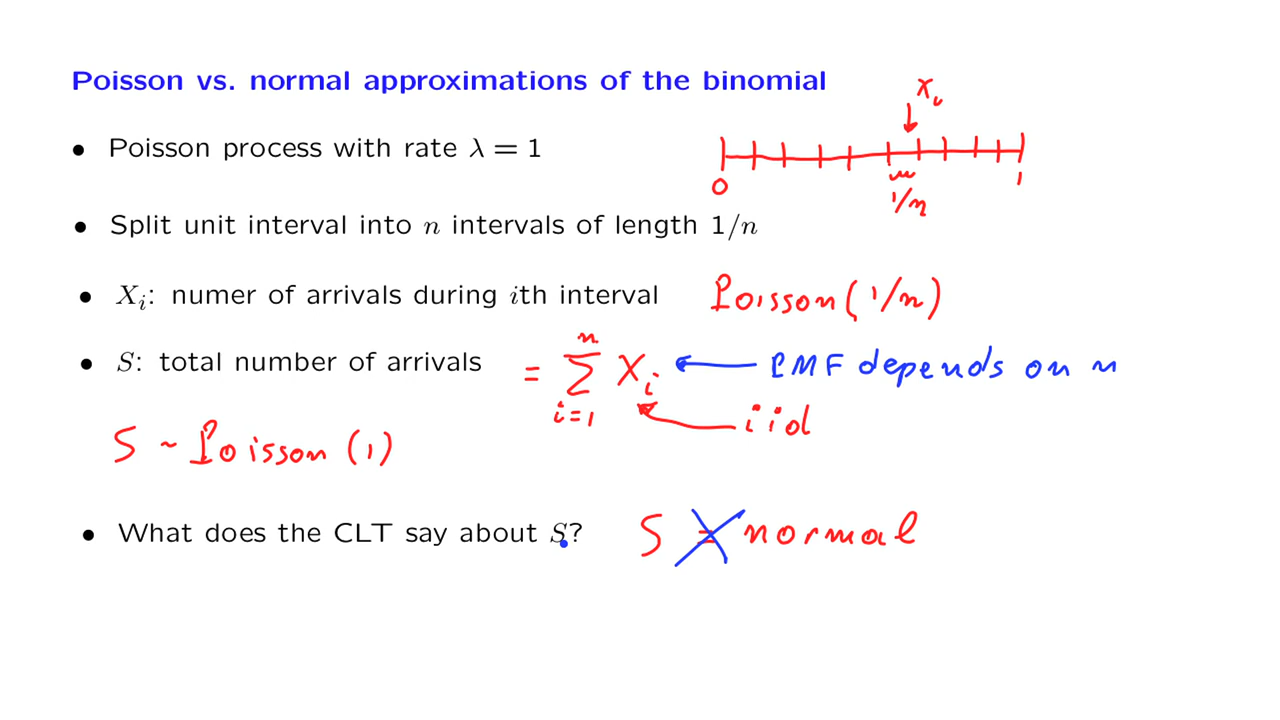 Poisson vs. normal approximations of the binomial
• Poisson process with rate λ = 1
X_i
0
1
1/n
• Split unit interval into n intervals of length 1/n
• X_i: numer of arrivals during ith interval Poisson(1/n)
• S: total number of arrivals = ∑_{i=1}^{n} X_i ← PMF depends on n
iid
S ~ Poisson (1)
• What does the CLT say about S? S ≈ normal